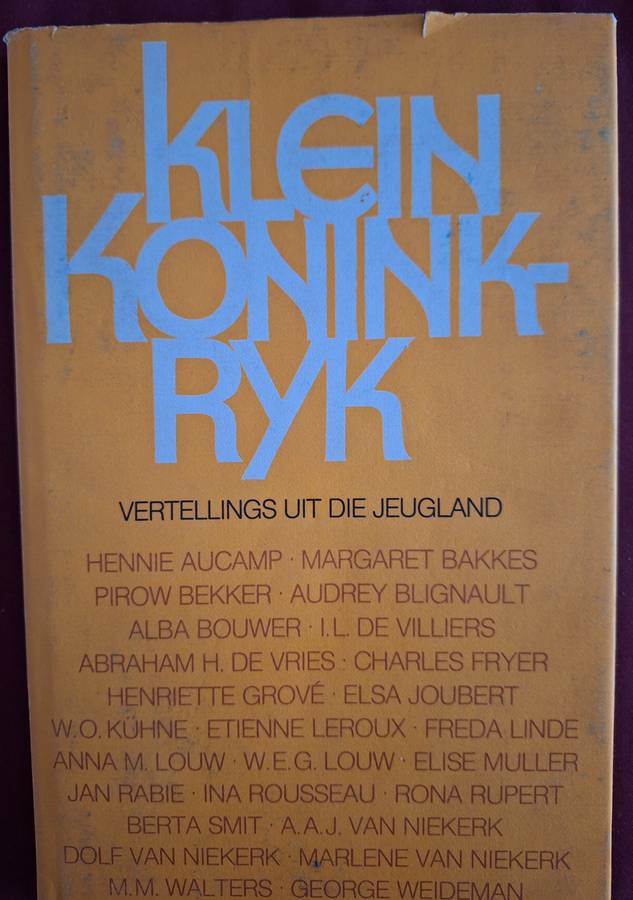 KLEIN
KONINK-
RYK
VERTELLINGS UIT DIE JEUGLAND
HENNIE AUCAMP · MARGARET BAKKES
PIROW BEKKER · AUDREY BLIGNAULT
ALBA BOUWER · I.L. DE VILLIERS
ABRAHAM H. DE VRIES · CHARLES FRYER
HENRIETTE GROVÉ · ELSA JOUBERT
W.O. KÜHNE · ETIENNE LEROUX · FREDA LINDE
ANNA M. LOUW · W.E.G. LOUW · ELISE MULLER
JAN RABIE · INA ROUSSEAU · RONA RUPERT
BERTA SMIT · A.A.J. VAN NIEKERK
DOLF VAN NIEKERK · MARLENE VAN NIEKERK
M.M. WALTERS · GEORGE WEIDEMAN